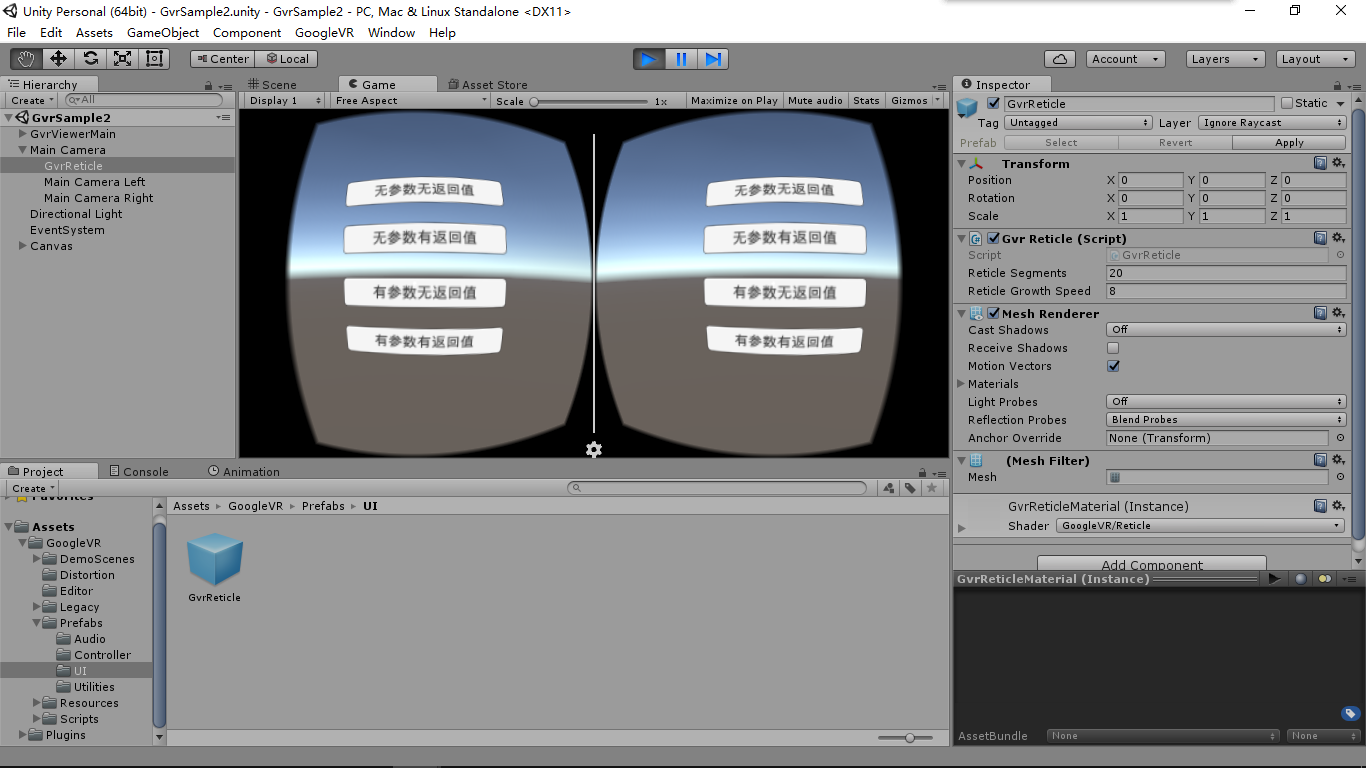 Unity Personal (64bit) - GvrSample2.unity - GvrSample2 - PC, Mac & Linux Standalone <DX11>
File Edit Assets GameObject Component GoogleVR Window Help
Center Local Account Layers Layout
Hierarchy
Create All
GvrSample2
GvrViewerMain
Main Camera
GvrReticle
Main Camera Left
Main Camera Right
Directional Light
EventSystem
Canvas
Scene Game Asset Store
Display 1 Free Aspect Scale 1x Maximize on Play Mute audio Stats Gizmos
无参数无返回值 无参数无返回值
无参数有返回值 无参数有返回值
有参数无返回值 有参数无返回值
有参数有返回值 有参数有返回值
Inspector
GvrReticle Static
Tag Untagged Layer Ignore Raycast
Prefab Select Revert Apply
Transform
Position X 0 Y 0 Z 0
Rotation X 0 Y 0 Z 0
Scale X 1 Y 1 Z 1
Gvr Reticle (Script)
Script GvrReticle
Reticle Segments 20
Reticle Growth Speed 8
Mesh Renderer
Cast Shadows Off
Receive Shadows
Motion Vectors
Materials
Light Probes Off
Reflection Probes Blend Probes
Anchor Override None (Transform)
(Mesh Filter)
Mesh
GvrReticleMaterial (Instance)
Shader GoogleVR/Reticle
Add Component
GvrReticleMaterial (Instance)
AssetBundle None None
Project Console Animation
Create
Favorites
Assets
GoogleVR
DemoScenes
Distortion
Editor
Legacy
Prefabs
Audio
Controller
UI
Utilities
Resources
Scripts
Plugins
Assets GoogleVR Prefabs UI
GvrReticle